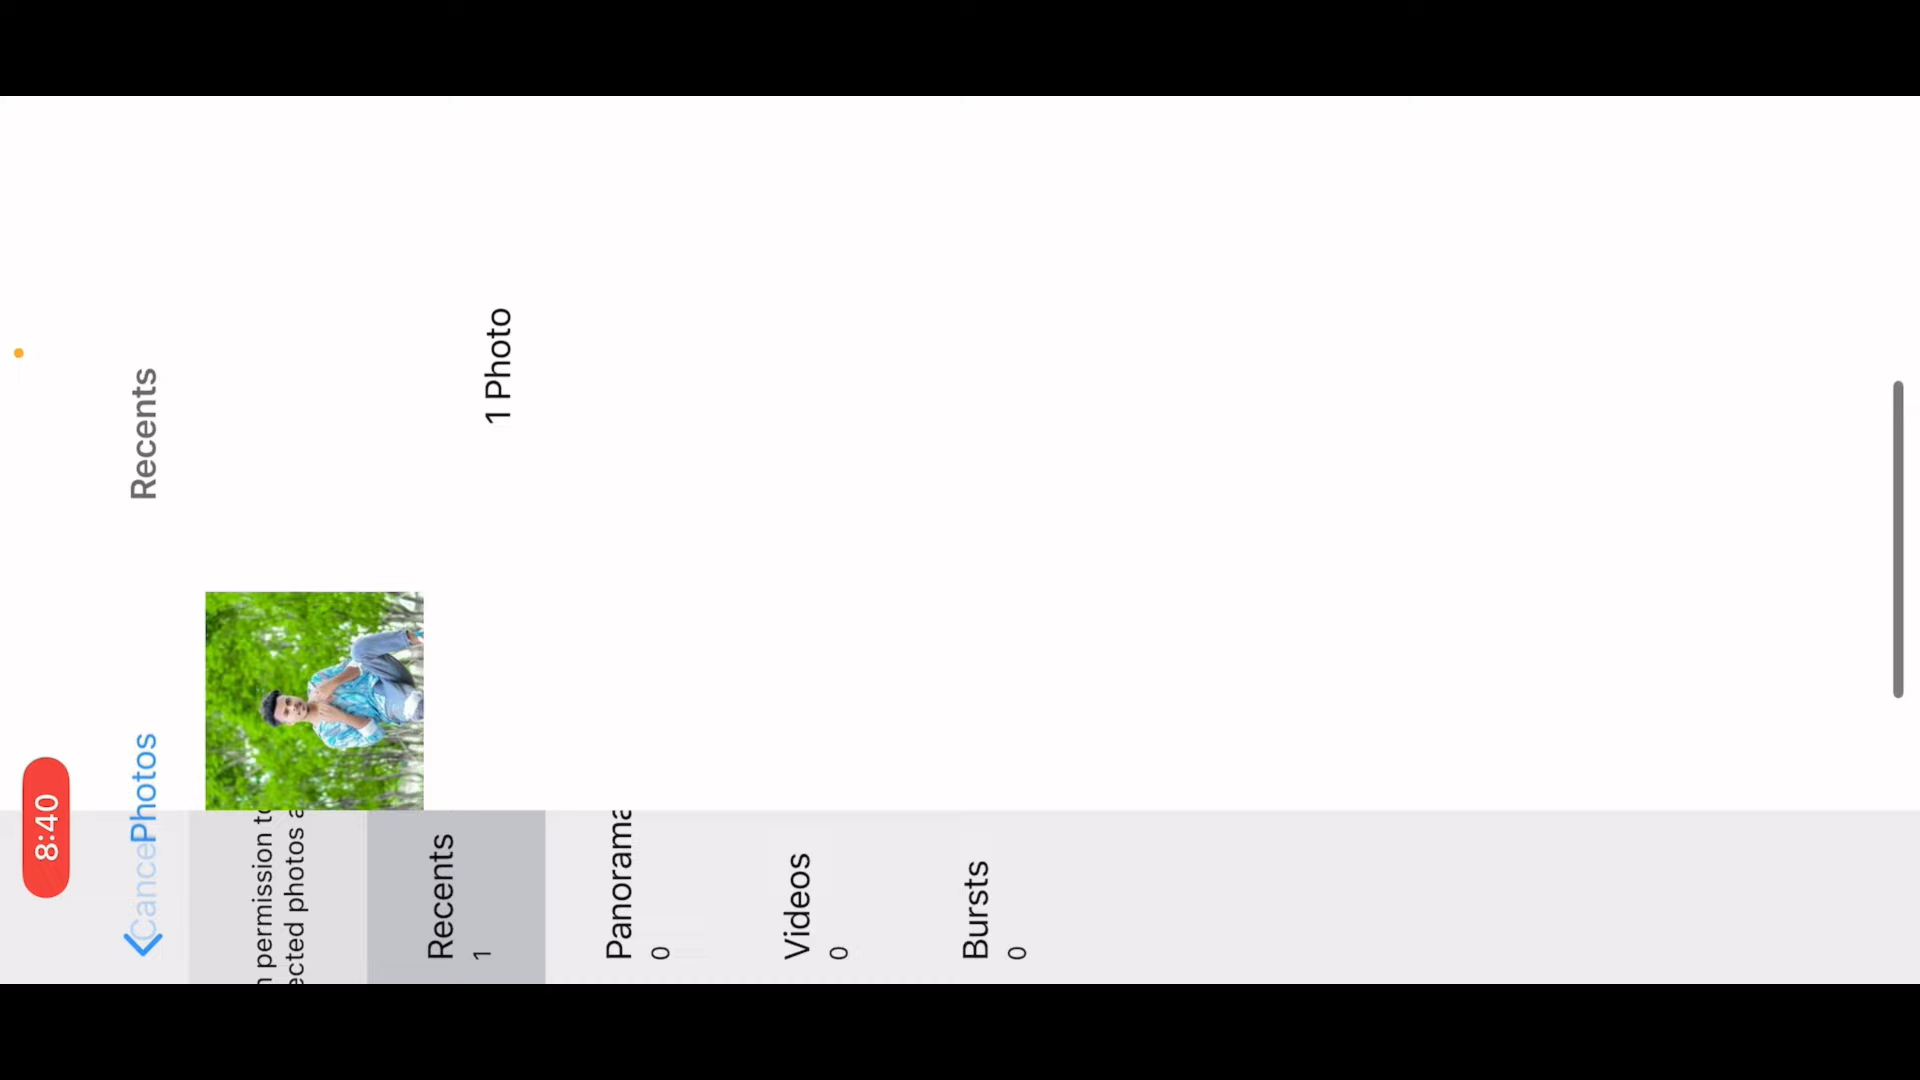 8:40
Cance
Photos
Recents
permission
ected photos
Recents
1
Panorama
0
Videos
0
Bursts
0
1 Photo